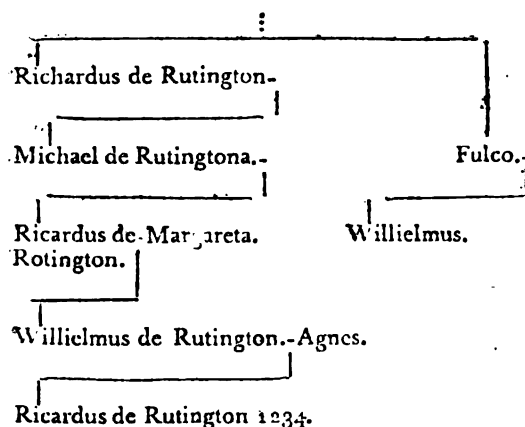 Richardus de Rutington-
Michael de Rutingtona.-
Fulco.-
Ricardus de-Margareta.
Rotington.
Willielmus.
Willielmus de Rutington.-Agnes.
Ricardus de Rutington 1234.